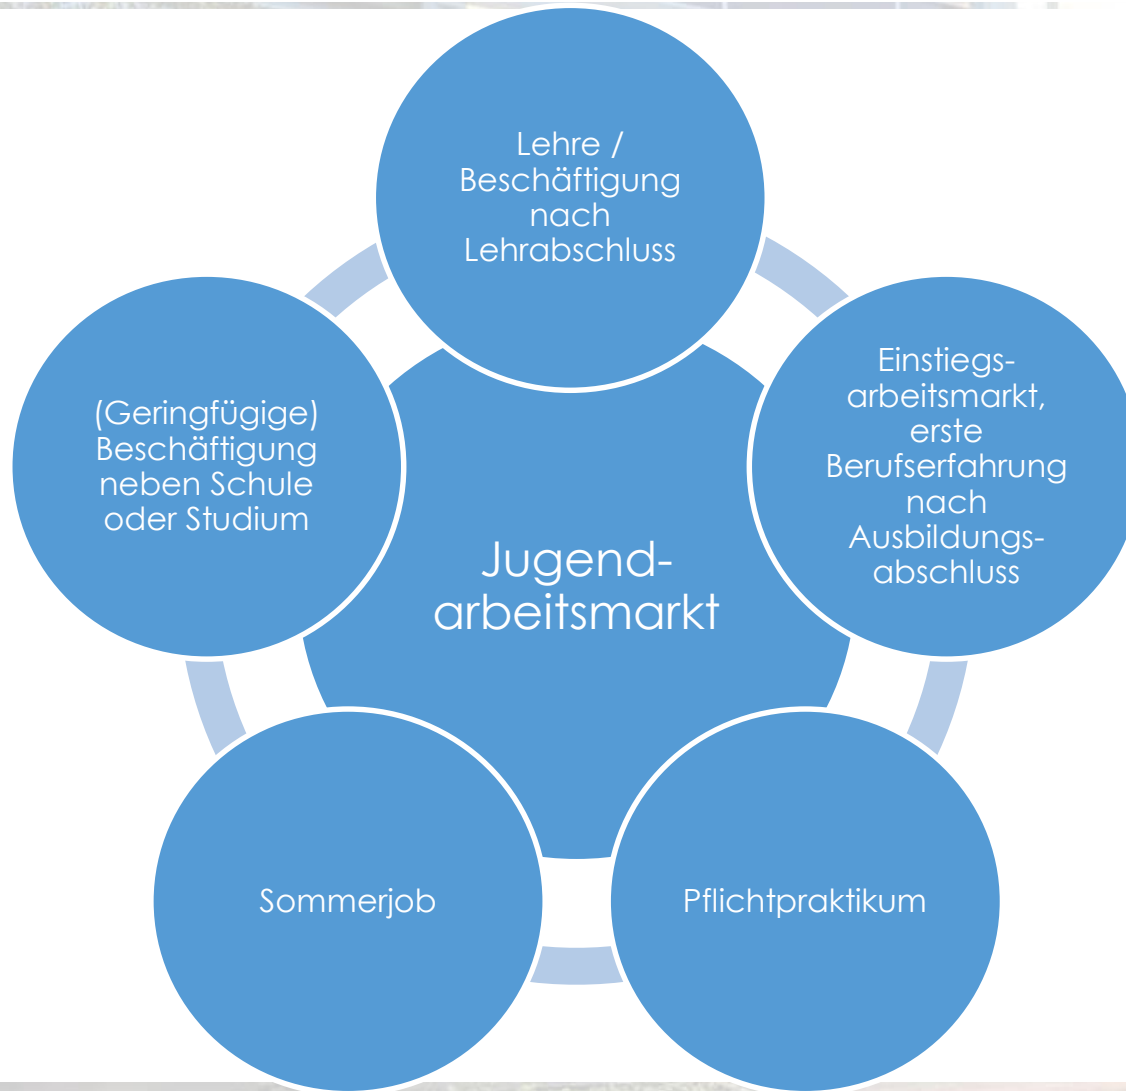 Lehre /
Beschäftigung
nach
Lehrabschluss
Einstiegs-
arbeitsmarkt,
erste
Berufserfahrung
nach
Ausbildungs-
abschluss
Pflichtpraktikum
Sommerjob
(Geringfügige)
Beschäftigung
neben Schule
oder Studium
Jugend-
arbeitsmarkt